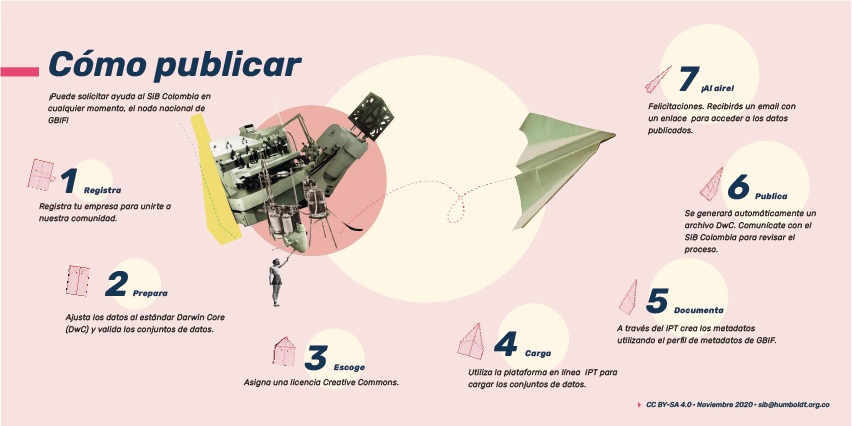 Cómo publicar
¡Puede solicitar ayuda al SiB Colombia en
cualquier momento, el nodo nacional de
GBIF!
1 Registra
Registra tu empresa para unirte a
nuestra comunidad.
2 Prepara
Ajusta los datos al estándar Darwin Core
(DwC) y valida los conjuntos de datos.
3 Escoge
Asigna una licencia Creative Commons.
4 Carga
Utiliza la plataforma en línea IPT para
cargar los conjuntos de datos.
5 Documenta
A través del IPT crea los metadatos
utilizando el perfil de metadatos de GBIF.
6 Publica
Se generará automáticamente un
archivo DwC. Comunícate con el
SiB Colombia para revisar el
proceso.
7 ¡Al aire!
Felicitaciones. Recibirás un email con
un enlace para acceder a los datos
publicados.
CC BY-SA 4.0 • Noviembre 2020 • sib@humboldt.org.co